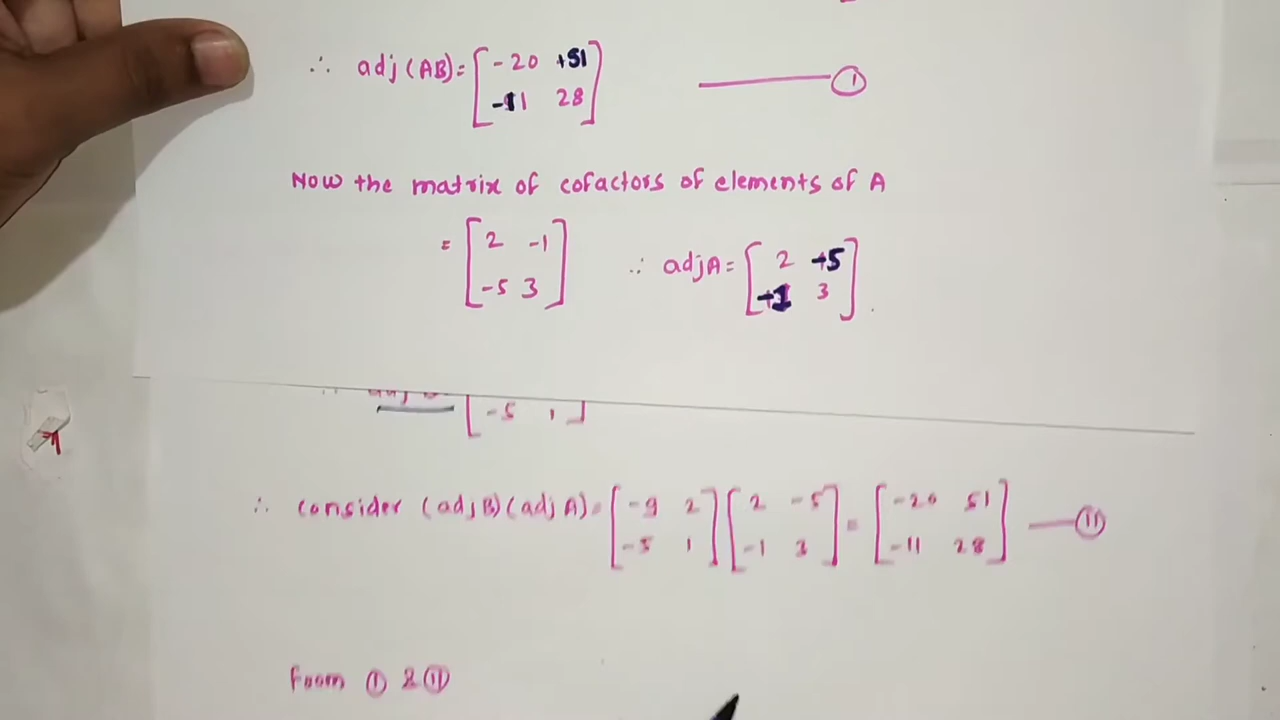 ∴ adj (AB) = [ -20 +51 ] ——— ①
[ -11 28 ]
Now the matrix of cofactors of elements of A
= [ 2 -1 ]
[ -5 3 ]
∴ adjA = [ 2 +5 ]
[ +1 3 ]
[ -5 1 ]
∴ consider (adj B) (adj A) = [ -9 2 ] [ 2 -5 ] = [ -20 51 ] — ⑪
[ -5 1 ] [ -1 3 ] [ -11 28 ]
from ① & ⑪